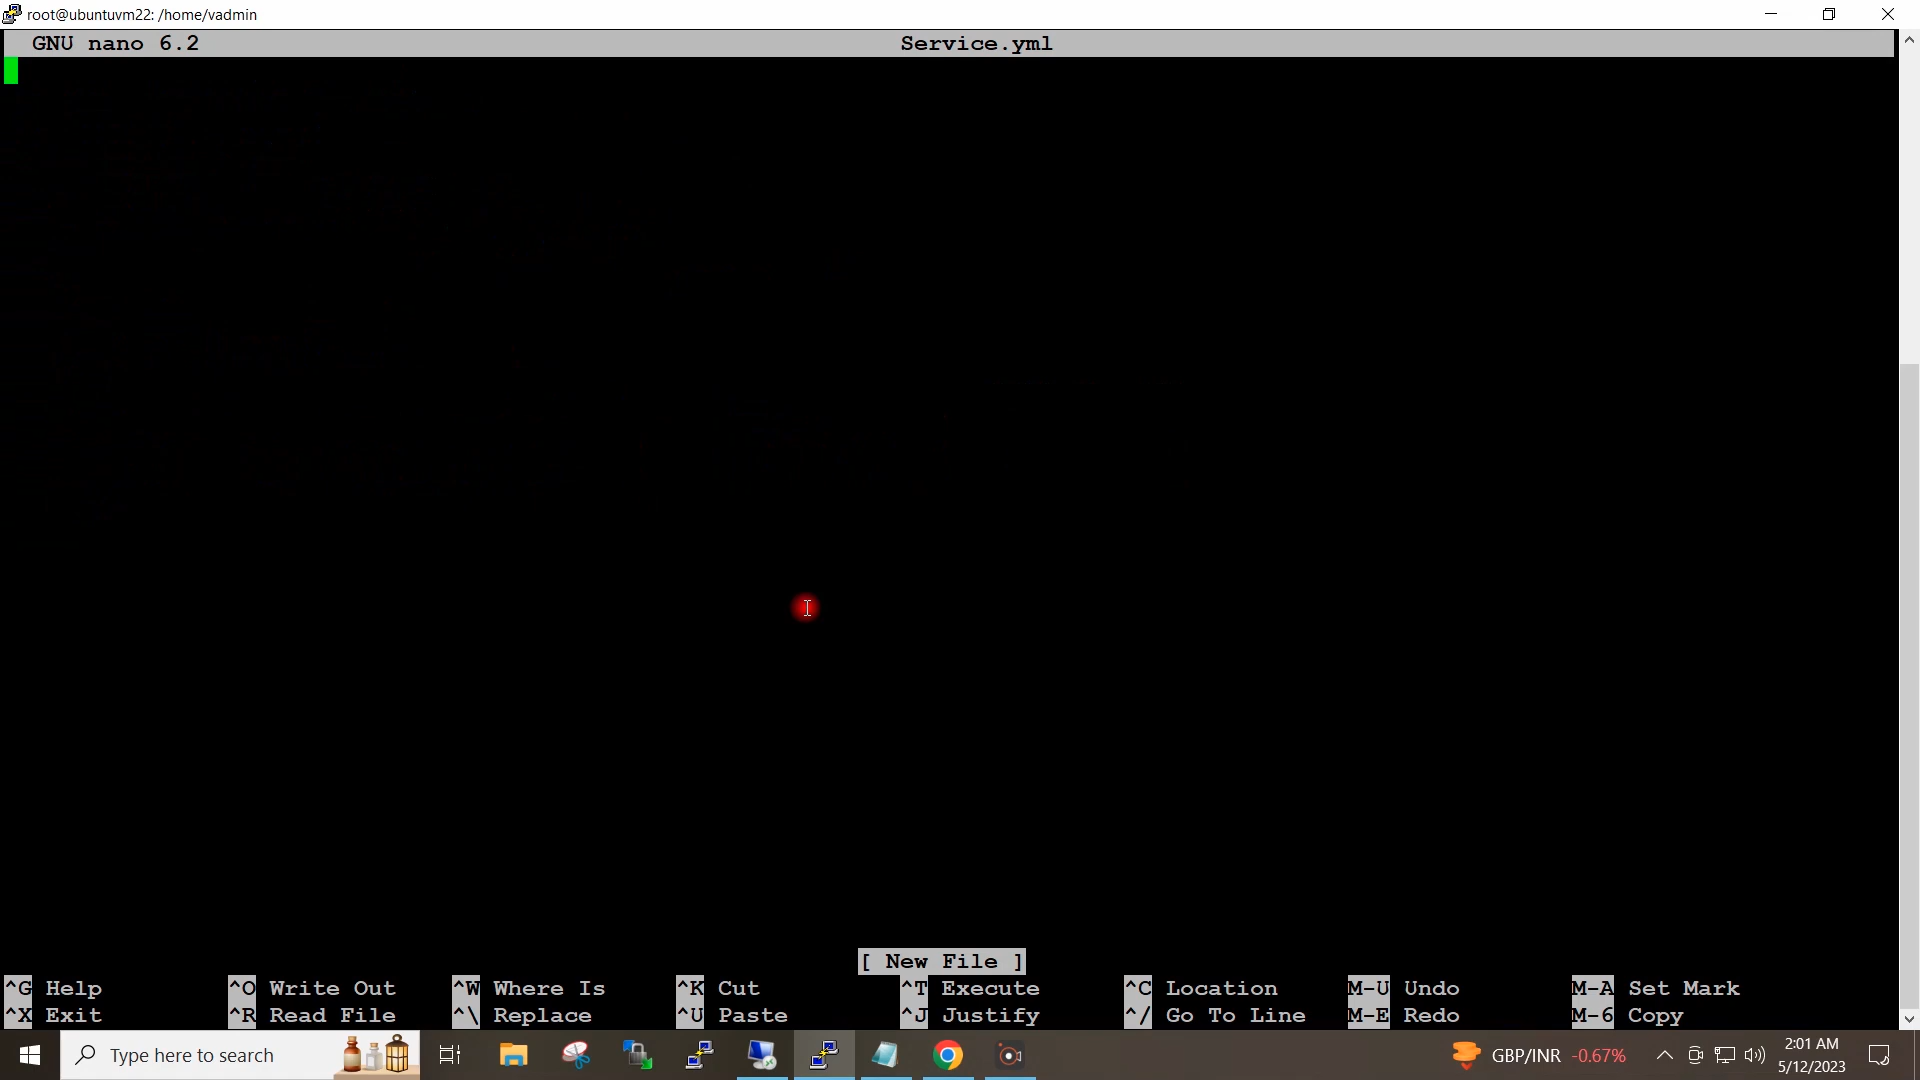 root@ubuntuvm22: /home/vadmin
GNU nano 6.2 Service.yml
[ New File ]
^G Help ^O Write Out ^W Where Is ^K Cut ^T Execute ^C Location M-U Undo M-A Set Mark
^X Exit ^R Read File ^\ Replace ^U Paste ^J Justify ^/ Go To Line M-E Redo M-6 Copy
Type here to search
GBP/INR -0.67%
2:01 AM
5/12/2023